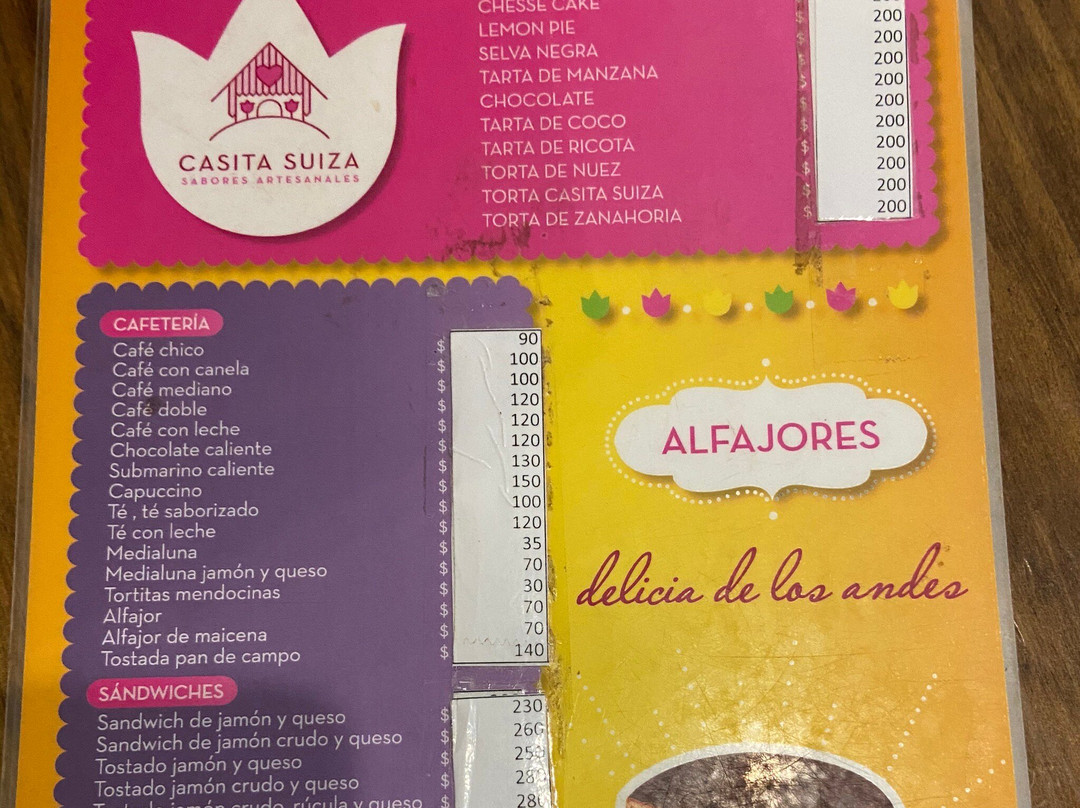 CASITA SUIZA
SABORES ARTESANALES
CHESSE CAKE $ 200
LEMON PIE $ 200
SELVA NEGRA $ 200
TARTA DE MANZANA $ 200
CHOCOLATE $ 200
TARTA DE COCO $ 200
TARTA DE RICOTA $ 200
TORTA DE NUEZ $ 200
TORTA CASITA SUIZA $ 200
TORTA DE ZANAHORIA $ 200
CAFETERÍA
Café chico $ 90
Café con canela $ 100
Café mediano $ 100
Café doble $ 120
Café con leche $ 120
Chocolate caliente $ 120
Submarino caliente $ 130
Capuccino $ 150
Té , té saborizado $ 100
Té con leche $ 120
Medialuna $ 35
Medialuna jamón y queso $ 70
Tortitas mendocinas $ 30
Alfajor $ 70
Alfajor de maicena $ 70
Tostada pan de campo $ 140
SÁNDWICHES
Sandwich de jamón y queso $ 230
Sandwich de jamón crudo y queso $ 260
Tostado jamón y queso $
Tostado jamón crudo y queso $ 280
Tostado jamón crudo, rúcula y queso $ 280
ALFAJORES
delicia de los andes